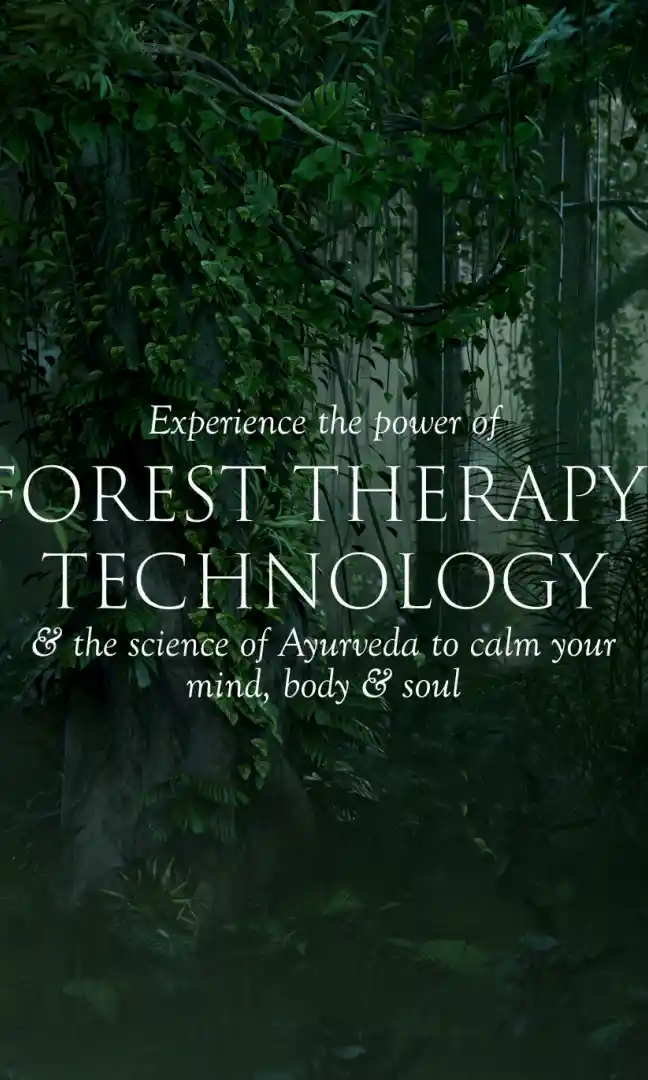 Experience the power of
FOREST THERAPY
TECHNOLOGY
& the science of Ayurveda to calm your
mind, body & soul